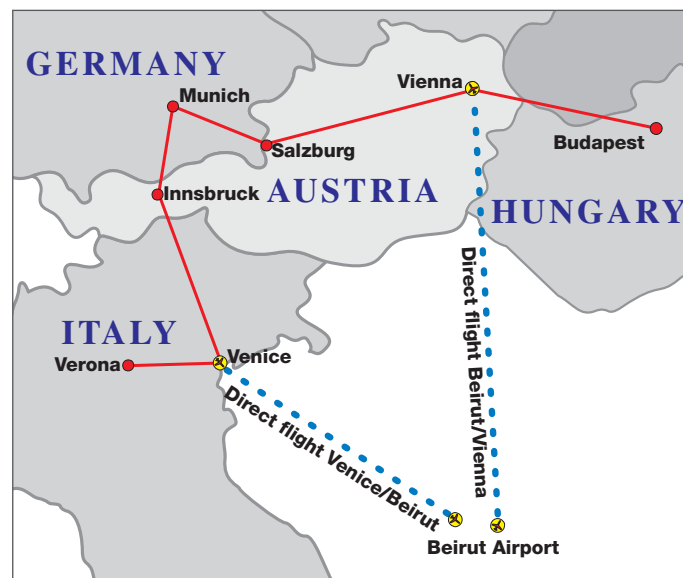 GERMANY
Munich
Vienna
Salzburg
Budapest
Innsbruck
AUSTRIA
HUNGARY
Direct flight Beirut/Vienna
ITALY
Venice
Verona
Direct flight Venice/Beirut
Beirut Airport